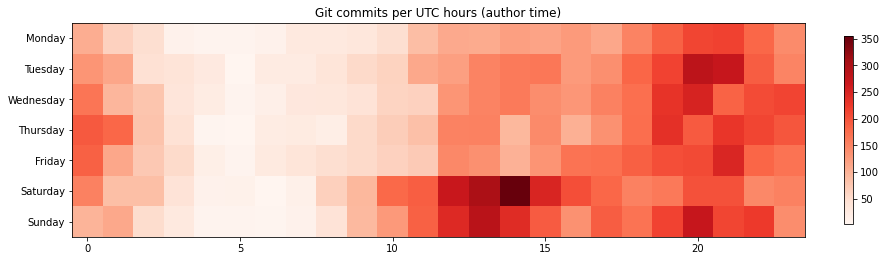 Git commits per UTC hours (author time)
Monday
Tuesday
Wednesday
Thursday
Friday
Saturday
Sunday
0 5 10 15 20
350
300
250
200
150
100
50